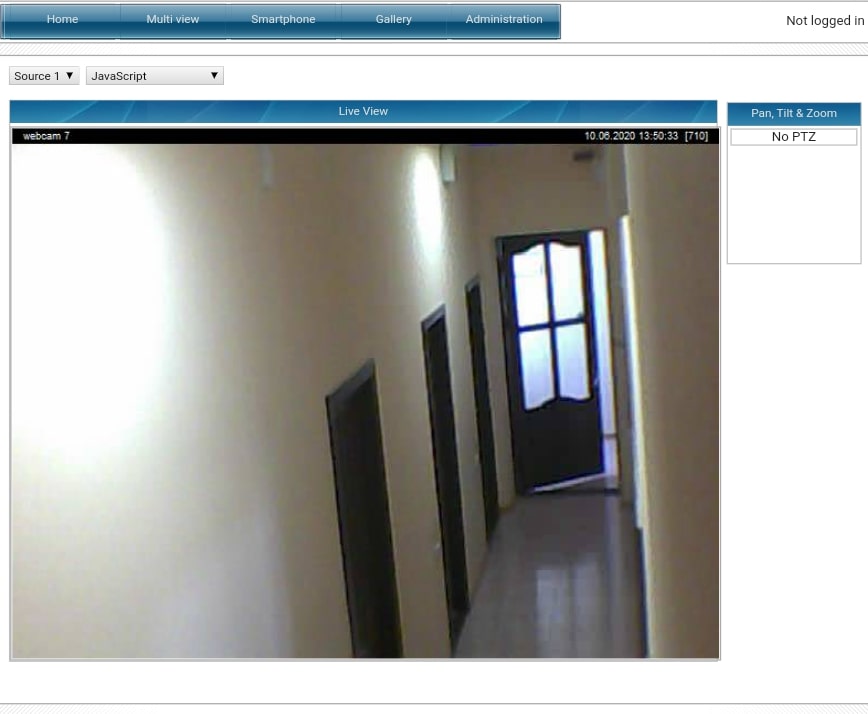 Home Multi view Smartphone Gallery Administration Not logged in
Source 1 JavaScript
Live View
Pan, Tilt & Zoom
webcam 7 10.06.2020 13:50:33 [710]
No PTZ